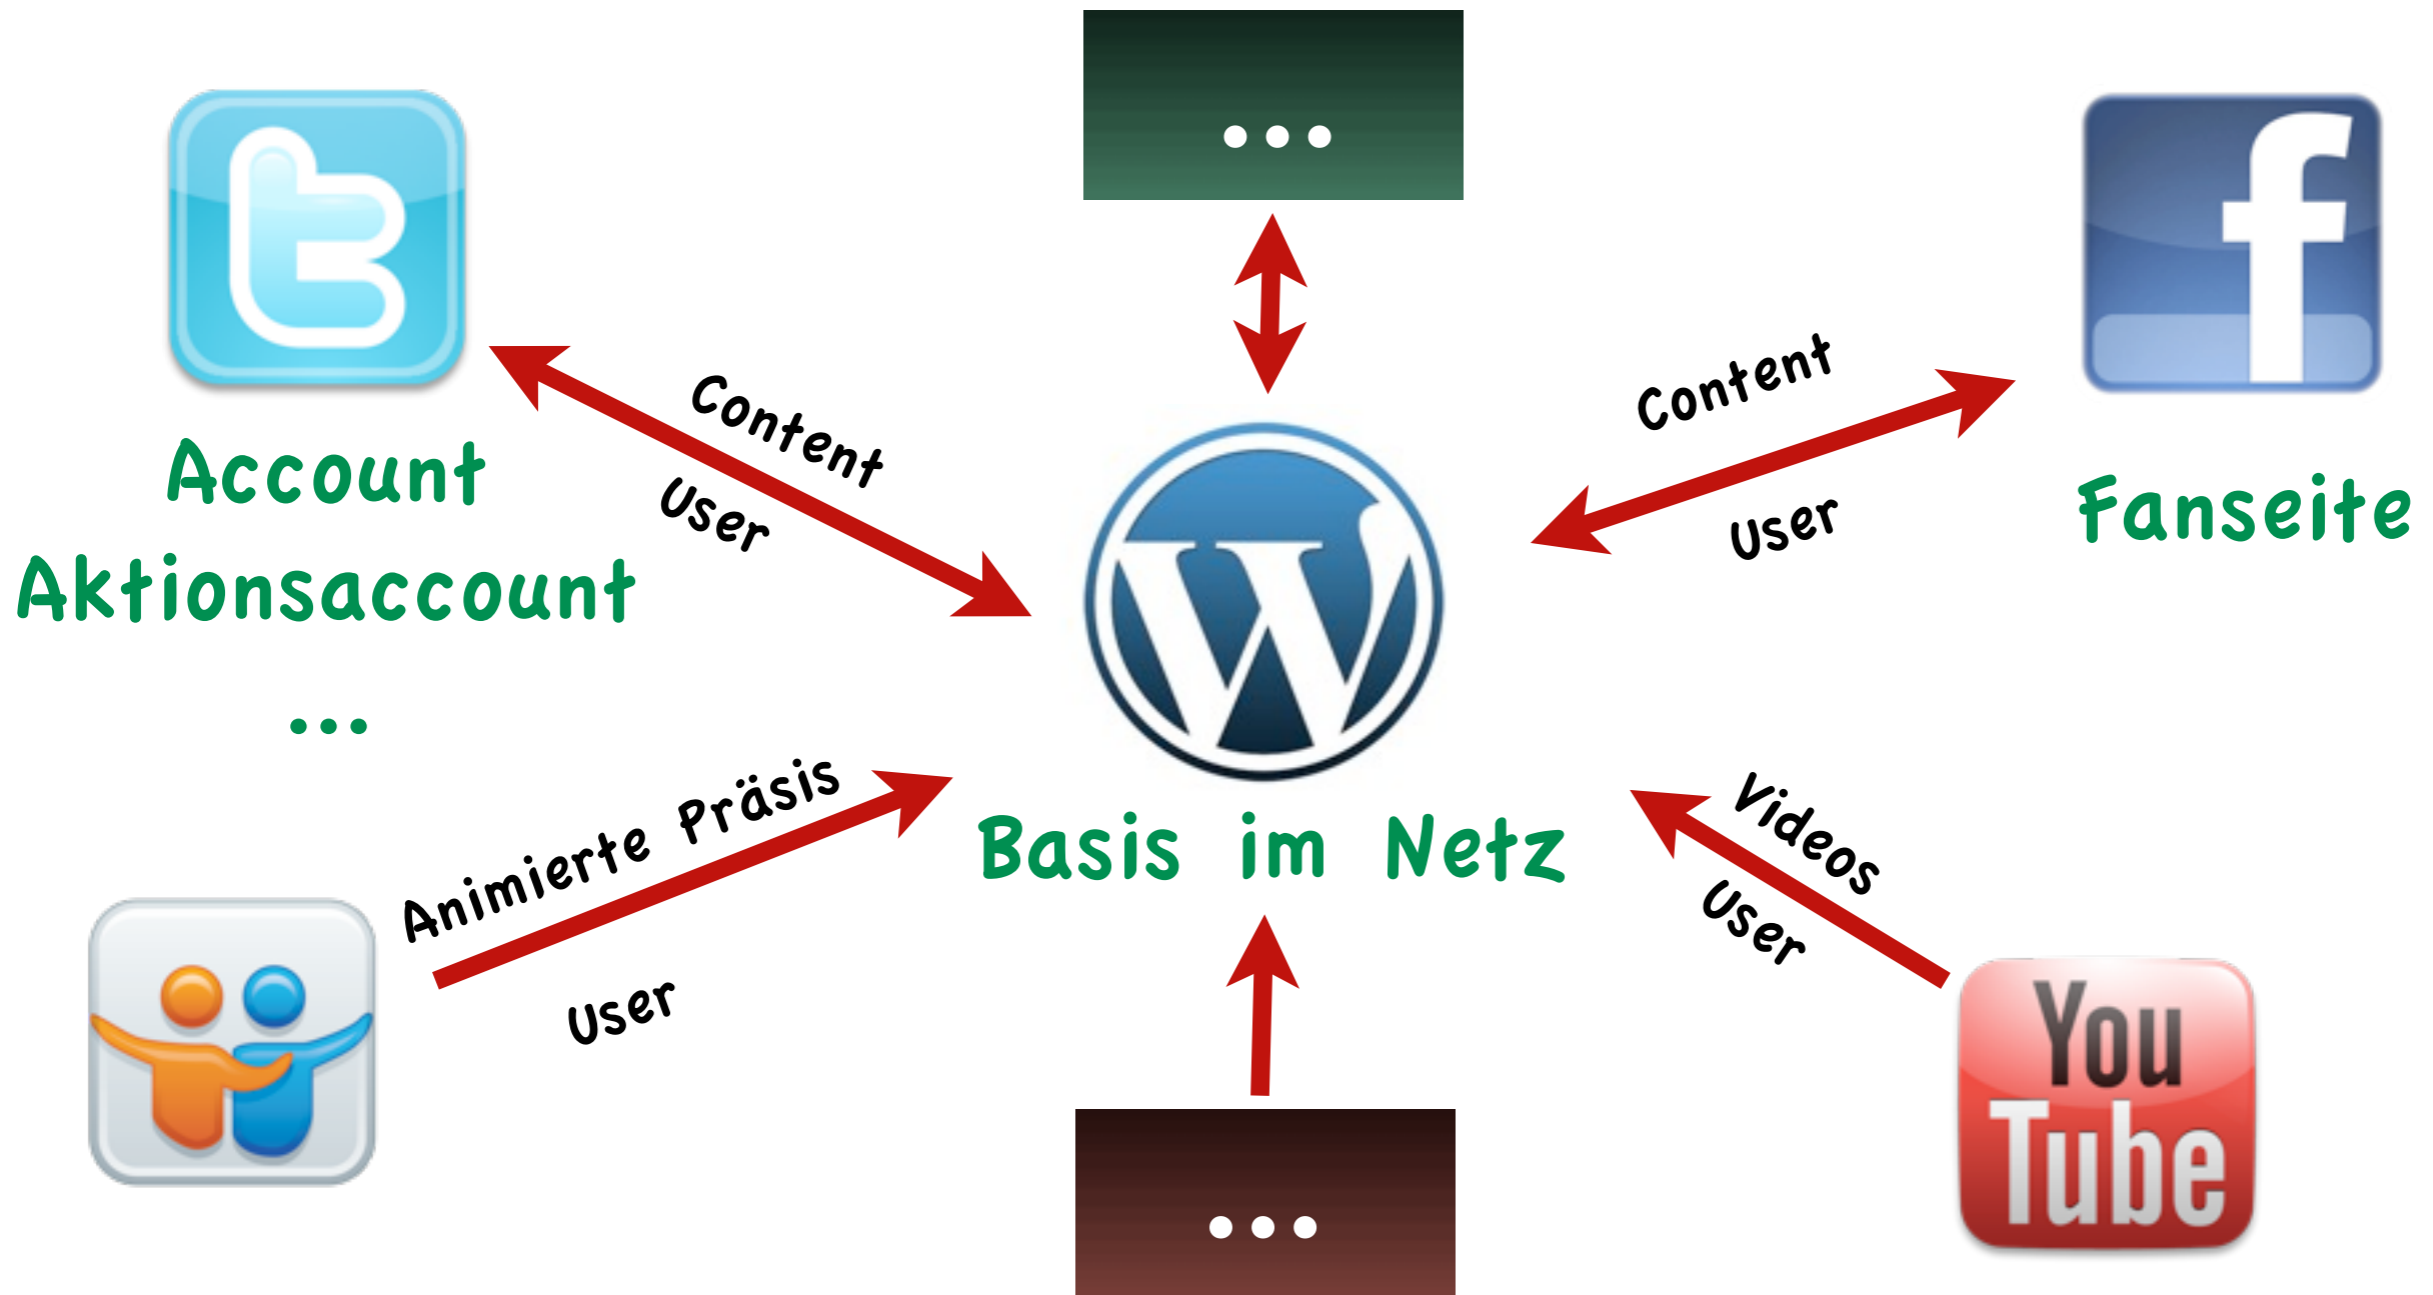 ...
Content
User
Content
User
Account
Aktionsaccount
...
Fanseite
Animierte Präsis
User
Basis im Netz
Videos
User
You
Tube
...